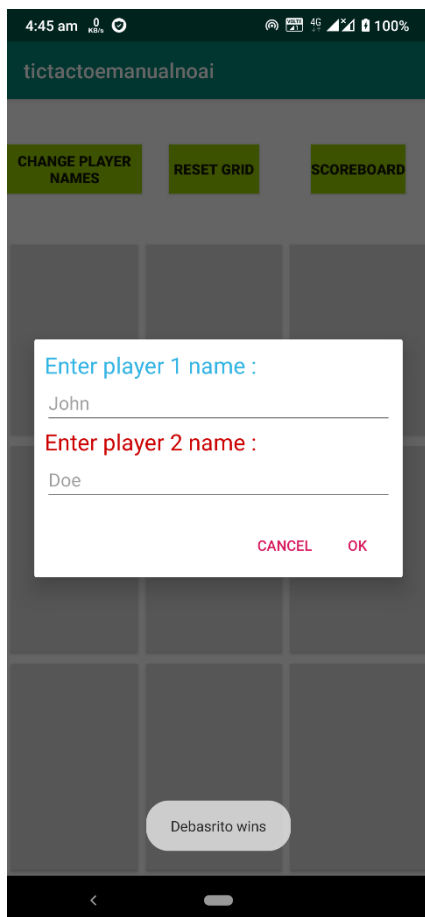 4:45 am 0 KB/s VoLTE 4G 100%
tictactoemanualnoai
CHANGE PLAYER NAMES
RESET GRID
SCOREBOARD
Enter player 1 name :
John
Enter player 2 name :
Doe
CANCEL OK
Debasrito wins